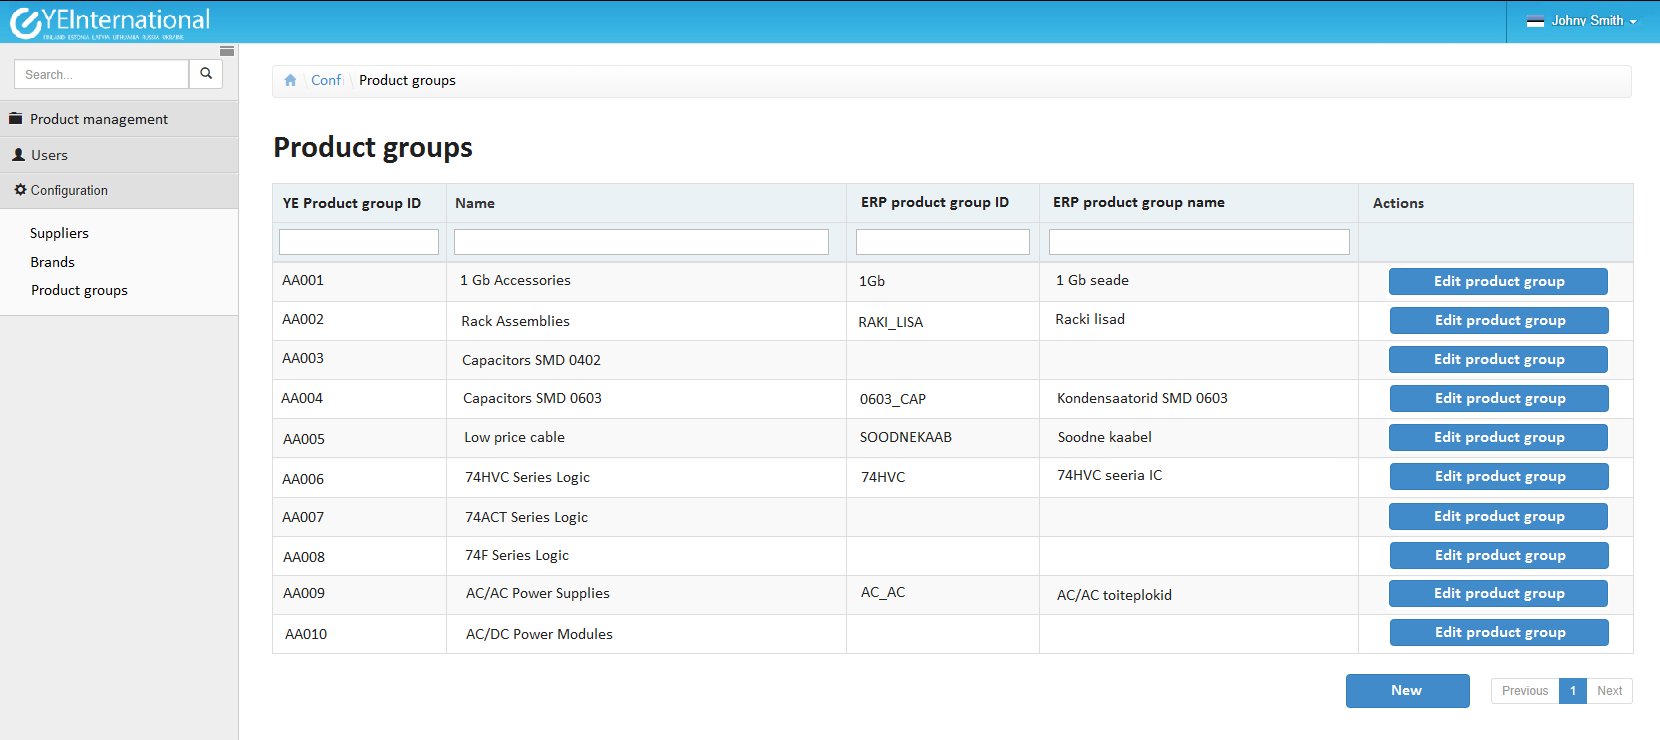 YEInternational
FINLAND ESTONIA LATVIA LITHUANIA RUSSIA UKRAINE
Johny Smith
Search...
Product management
Users
Configuration
Suppliers
Brands
Product groups
Conf \ Product groups
Product groups
YE Product group ID Name ERP product group ID ERP product group name Actions
AA001 1 Gb Accessories 1Gb 1 Gb seade Edit product group
AA002 Rack Assemblies RAKI_LISA Racki lisad Edit product group
AA003 Capacitors SMD 0402 Edit product group
AA004 Capacitors SMD 0603 0603_CAP Kondensaatorid SMD 0603 Edit product group
AA005 Low price cable SOODNEKAAB Soodne kaabel Edit product group
AA006 74HVC Series Logic 74HVC 74HVC seeria IC Edit product group
AA007 74ACT Series Logic Edit product group
AA008 74F Series Logic Edit product group
AA009 AC/AC Power Supplies AC_AC AC/AC toiteplokid Edit product group
AA010 AC/DC Power Modules Edit product group
New Previous 1 Next